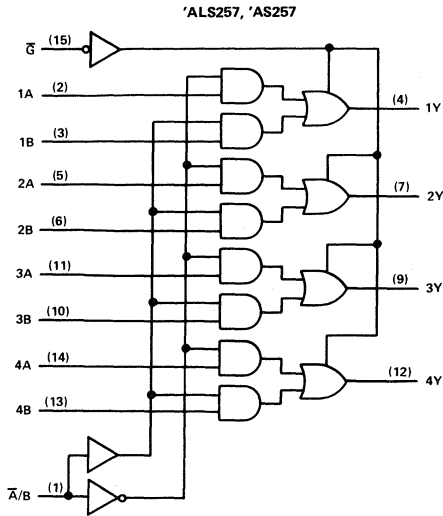 'ALS257, 'AS257
G̅ (15)
1A (2)
(4) 1Y
1B (3)
2A (5)
(7) 2Y
2B (6)
3A (11)
(9) 3Y
3B (10)
4A (14)
(12) 4Y
4B (13)
A̅/B (1)